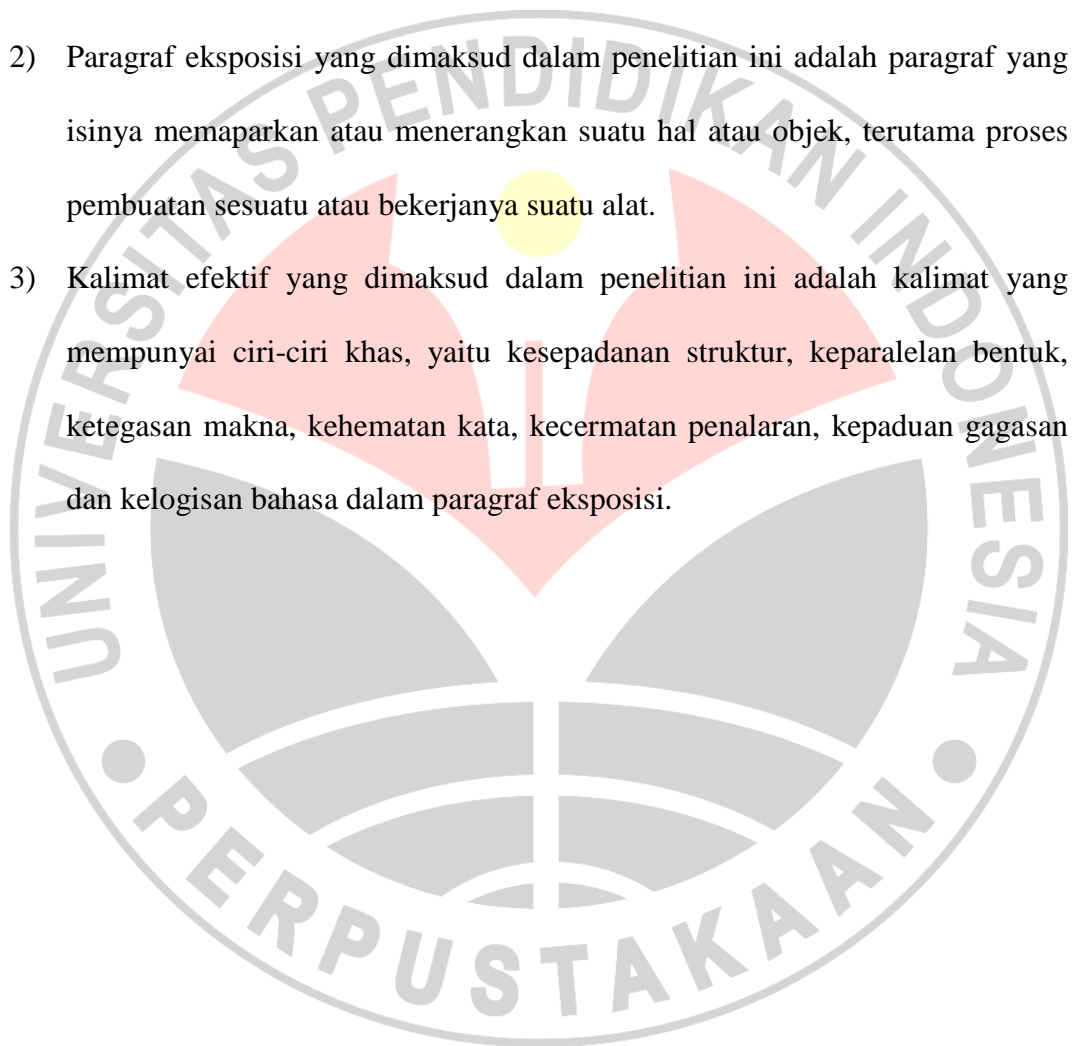 2) Paragraf eksposisi yang dimaksud dalam penelitian ini adalah paragraf yang
isinya memaparkan atau menerangkan suatu hal atau objek, terutama proses
pembuatan sesuatu atau bekerjanya suatu alat.
3) Kalimat efektif yang dimaksud dalam penelitian ini adalah kalimat yang
mempunyai ciri-ciri khas, yaitu kesepadanan struktur, keparalelan bentuk,
ketegasan makna, kehematan kata, kecermatan penalaran, kepaduan gagasan
dan kelogisan bahasa dalam paragraf eksposisi.
UNIVERSITAS PENDIDIKAN INDONESIA
PERPUSTAKAAN